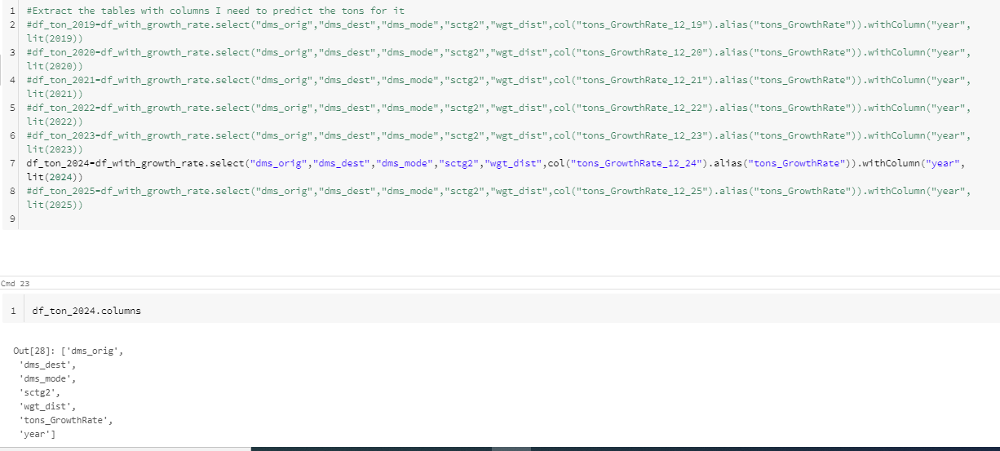 1 #Extract the tables with columns I need to predict the tons for it
2 #df_ton_2019=df_with_growth_rate.select("dms_orig","dms_dest","dms_mode","sctg2","wgt_dist",col("tons_GrowthRate_12_19").alias("tons_GrowthRate")).withColumn("year",
lit(2019))
3 #df_ton_2020=df_with_growth_rate.select("dms_orig","dms_dest","dms_mode","sctg2","wgt_dist",col("tons_GrowthRate_12_20").alias("tons_GrowthRate")).withColumn("year",
lit(2020))
4 #df_ton_2021=df_with_growth_rate.select("dms_orig","dms_dest","dms_mode","sctg2","wgt_dist",col("tons_GrowthRate_12_21").alias("tons_GrowthRate")).withColumn("year",
lit(2021))
5 #df_ton_2022=df_with_growth_rate.select("dms_orig","dms_dest","dms_mode","sctg2","wgt_dist",col("tons_GrowthRate_12_22").alias("tons_GrowthRate")).withColumn("year",
lit(2022))
6 #df_ton_2023=df_with_growth_rate.select("dms_orig","dms_dest","dms_mode","sctg2","wgt_dist",col("tons_GrowthRate_12_23").alias("tons_GrowthRate")).withColumn("year",
lit(2023))
7 df_ton_2024=df_with_growth_rate.select("dms_orig","dms_dest","dms_mode","sctg2","wgt_dist",col("tons_GrowthRate_12_24").alias("tons_GrowthRate")).withColumn("year",
lit(2024))
8 #df_ton_2025=df_with_growth_rate.select("dms_orig","dms_dest","dms_mode","sctg2","wgt_dist",col("tons_GrowthRate_12_25").alias("tons_GrowthRate")).withColumn("year",
lit(2025))
9
Cmd 23
1 df_ton_2024.columns
Out[28]: ['dms_orig',
'dms_dest',
'dms_mode',
'sctg2',
'wgt_dist',
'tons_GrowthRate',
'year']